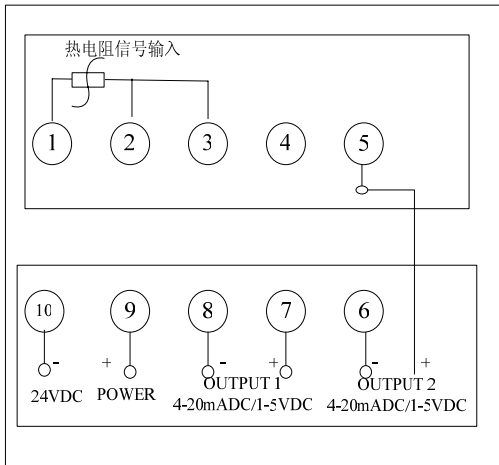 热电阻信号输入
1 2 3 4 5
10 9 8 7 6
- + - + - +
24VDC POWER OUTPUT 1 OUTPUT 2
4-20mADC/1-5VDC 4-20mADC/1-5VDC